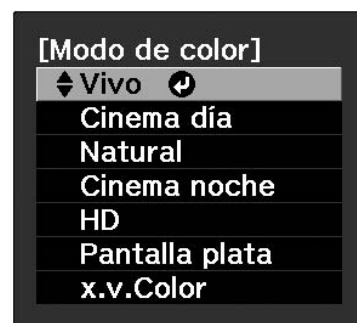 [Modo de color]
Vivo
Cinema día
Natural
Cinema noche
HD
Pantalla plata
x.v.Color